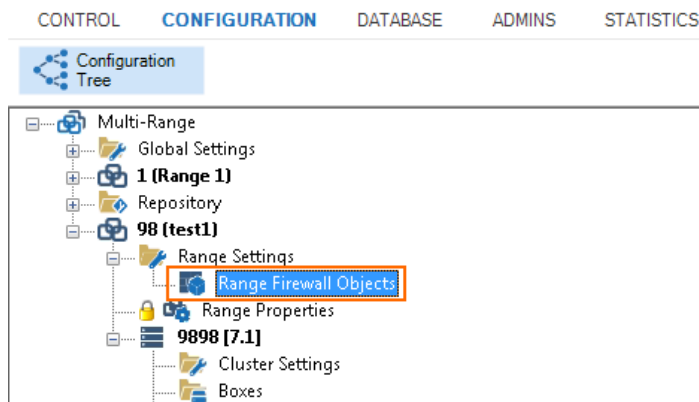 CONTROL CONFIGURATION DATABASE ADMINS STATISTICS
Configuration
Tree
Multi-Range
Global Settings
1 (Range 1)
Repository
98 (test1)
Range Settings
Range Firewall Objects
Range Properties
9898 [7.1]
Cluster Settings
Boxes